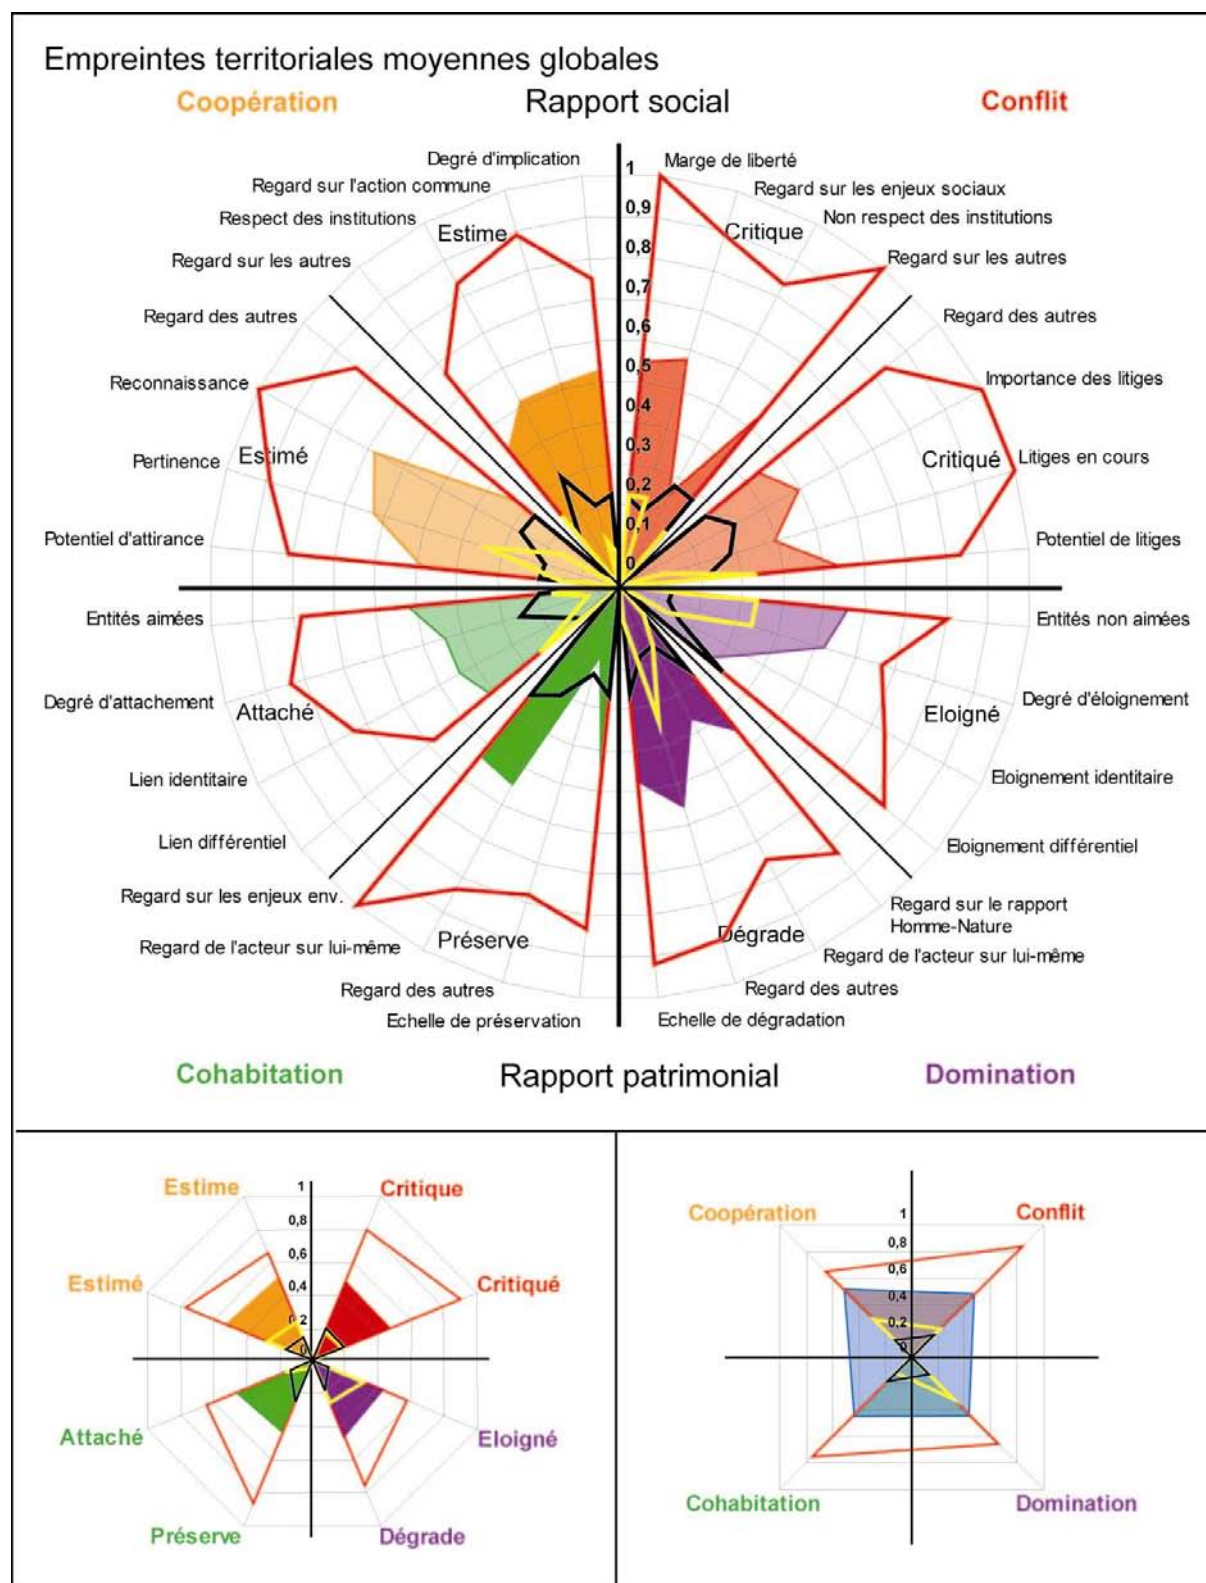 Empreintes territoriales moyennes globales
Coopération
Rapport social
Conflit
Degré d'implication
Marge de liberté
Regard sur l'action commune
Regard sur les enjeux sociaux
Respect des institutions
Non respect des institutions
Estime
Critique
Regard sur les autres
Regard sur les autres
Regard des autres
Regard des autres
Reconnaissance
Importance des litiges
Estimé
Critiqué
Pertinence
Litiges en cours
Potentiel d'attirance
Potentiel de litiges
1
0,9
0,8
0,7
0,6
0,5
0,4
0,3
0,2
0,1
0
Entités aimées
Entités non aimées
Degré d'attachement
Attaché
Eloigné
Degré d'éloignement
Lien identitaire
Eloignement identitaire
Lien différentiel
Eloignement différentiel
Regard sur les enjeux env.
Regard sur le rapport
Homme-Nature
Regard de l'acteur sur lui-même
Préserve
Dégrade
Regard de l'acteur sur lui-même
Regard des autres
Regard des autres
Echelle de préservation
Echelle de dégradation
Cohabitation
Rapport patrimonial
Domination
Estime
Critique
Estimé
Critiqué
1
0,8
0,6
0,4
0,2
0
Attaché
Eloigné
Préserve
Dégrade
Coopération
Conflit
1
0,8
0,6
0,4
0,2
0
Cohabitation
Domination